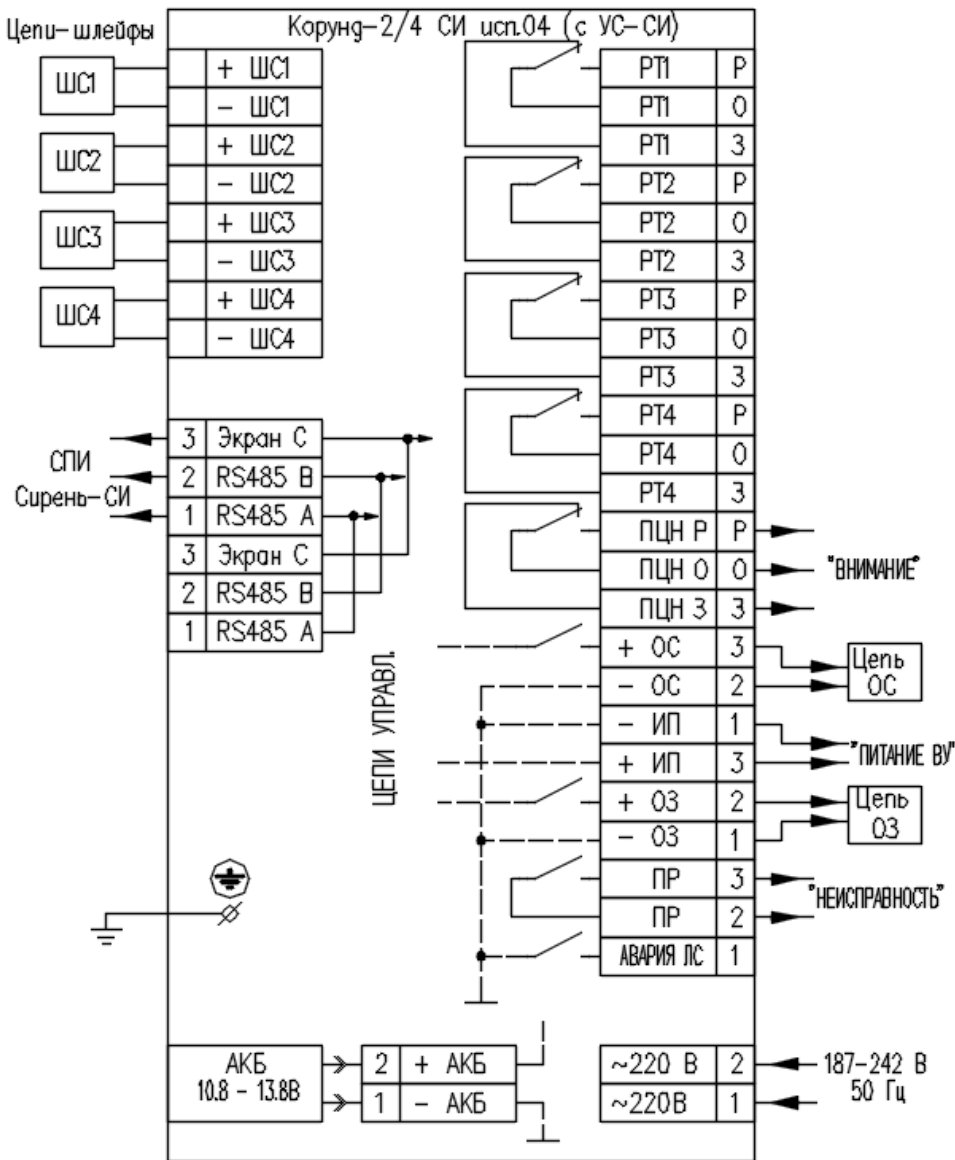 Корунд-2/4 СИ исп.04 (с УС-СИ)
Цепи-шлейфы
ШС1
+ ШС1
- ШС1
ШС2
+ ШС2
- ШС2
ШС3
+ ШС3
- ШС3
ШС4
+ ШС4
- ШС4
СПИ
Сирень-СИ
3 Экран С
2 RS485 В
1 RS485 А
3 Экран С
2 RS485 В
1 RS485 А
ЦЕПИ УПРАВЛ.
РТ1 Р
РТ1 О
РТ1 З
РТ2 Р
РТ2 О
РТ2 З
РТ3 Р
РТ3 О
РТ3 З
РТ4 Р
РТ4 О
РТ4 З
ПЦН Р Р
ПЦН О О
ПЦН З З
"ВНИМАНИЕ"
+ ОС 3
- ОС 2
Цепь
ОС
- ИП 1
+ ИП 3
"ПИТАНИЕ ВУ"
+ ОЗ 2
- ОЗ 1
Цепь
ОЗ
ПР 3
ПР 2
"НЕИСПРАВНОСТЬ"
АВАРИЯ ЛС 1
АКБ
10.8 - 13.8В
2 + АКБ
1 - АКБ
~220 В 2
~220В 1
187-242 В
50 Гц